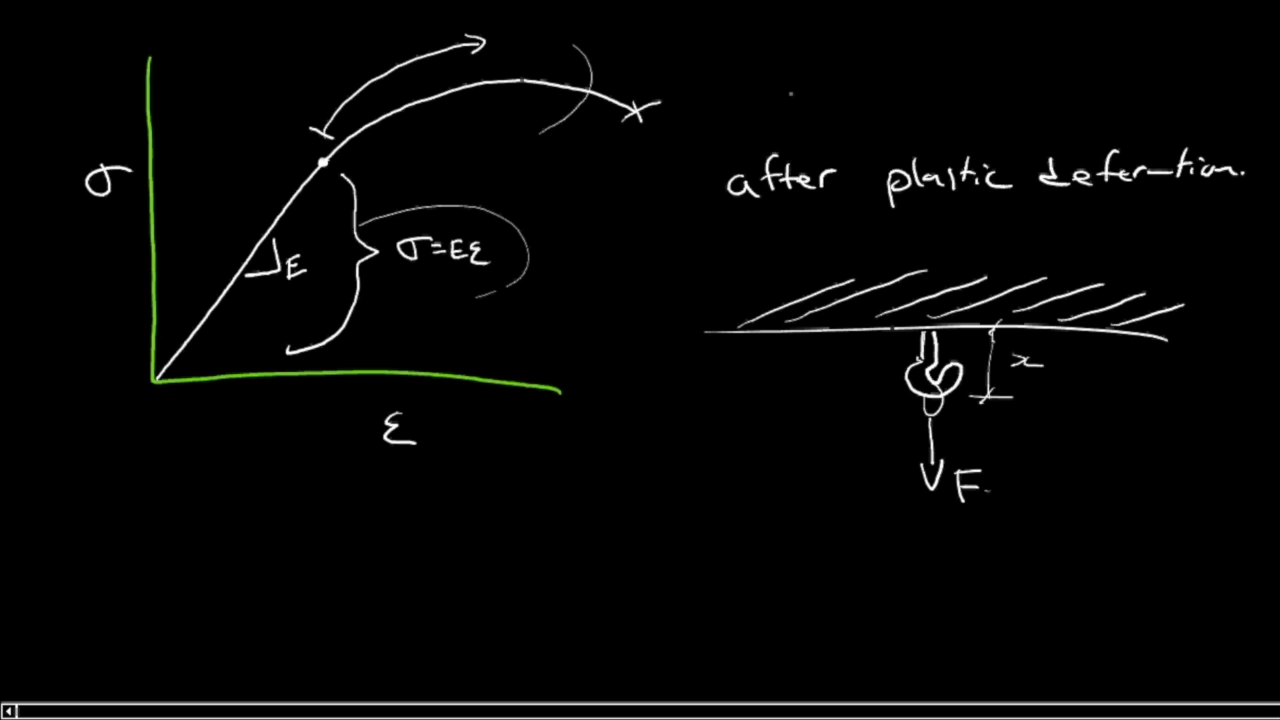 σ
E
σ=Eε
ε
after plastic deformation.
x
F